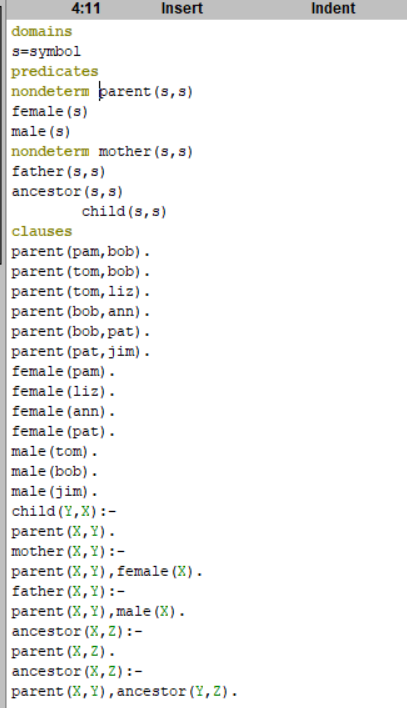 4:11 Insert Indent
domains
s=symbol
predicates
nondeterm parent(s,s)
female(s)
male(s)
nondeterm mother(s,s)
father(s,s)
ancestor(s,s)
        child(s,s)
clauses
parent(pam,bob).
parent(tom,bob).
parent(tom,liz).
parent(bob,ann).
parent(bob,pat).
parent(pat,jim).
female(pam).
female(liz).
female(ann).
female(pat).
male(tom).
male(bob).
male(jim).
child(Y,X):-
parent(X,Y).
mother(X,Y):-
parent(X,Y),female(X).
father(X,Y):-
parent(X,Y),male(X).
ancestor(X,Z):-
parent(X,Z).
ancestor(X,Z):-
parent(X,Y),ancestor(Y,Z).